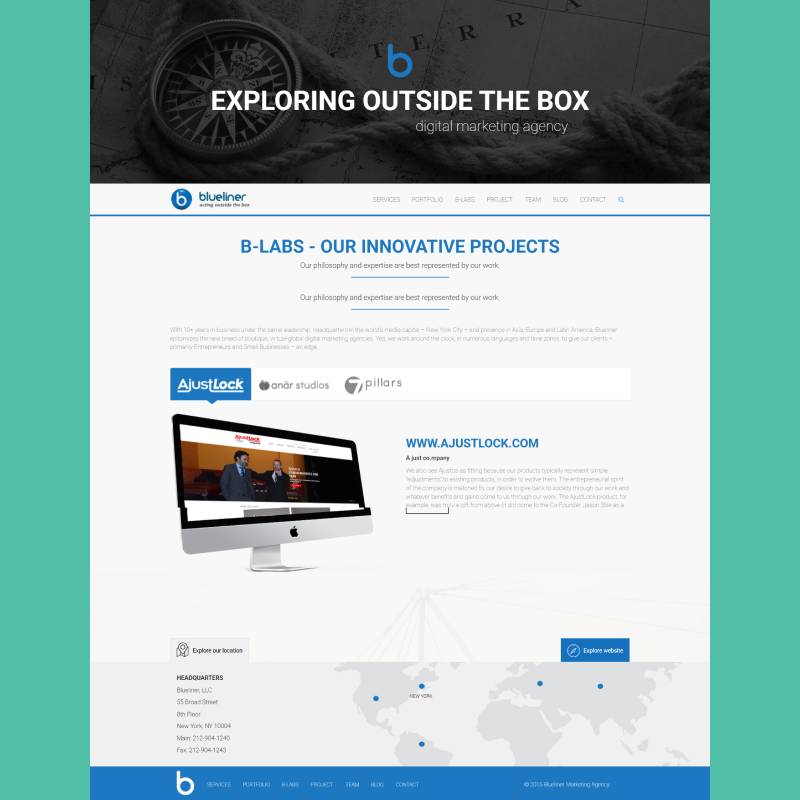 TERRA
b
EXPLORING OUTSIDE THE BOX
digital marketing agency
b blueliner
acting outside the box
SERVICES PORTFOLIO B-LABS PROJECT TEAM BLOG CONTACT
B-LABS - OUR INNOVATIVE PROJECTS
Our philosophy and expertise are best represented by our work.
Our philosophy and expertise are best represented by our work.
With 10+ years in business under the same leadership, headquarters in the world's media capital – New York City – and presence in Asia, Europe and Latin America, Blueliner
epitomizes the new breed of boutique, virtual global digital marketing agencies. Yes, we work around the clock, in numerous languages and time zones, to give our clients –
primarily Entrepreneurs and Small Businesses – an edge.
AjustLock anār studios 7 pillars
AjustLock
WWW.AJUSTLOCK.COM
A just co.mpany
We also see Ajustco as fitting because our products typically represent simple
"adjustments" to existing products, in order to evolve them. The entrepreneurial spirit
of the company is matched by our desire to give back to society through our work and
whatever benefits and gains come to us through our work. The AjustLock product, for
example, was truly a gift from above (it did come to the Co-Founder, Jason Stile as a
Explore our location
Explore website
HEADQUARTERS
Blueliner, LLC
55 Broad Street
8th Floor
New York, NY 10004
Main: 212-904-1240
Fax: 212-904-1243
NEW YORK
b SERVICES PORTFOLIO B-LABS PROJECT TEAM BLOG CONTACT © 2015 Blueliner Marketing Agency.